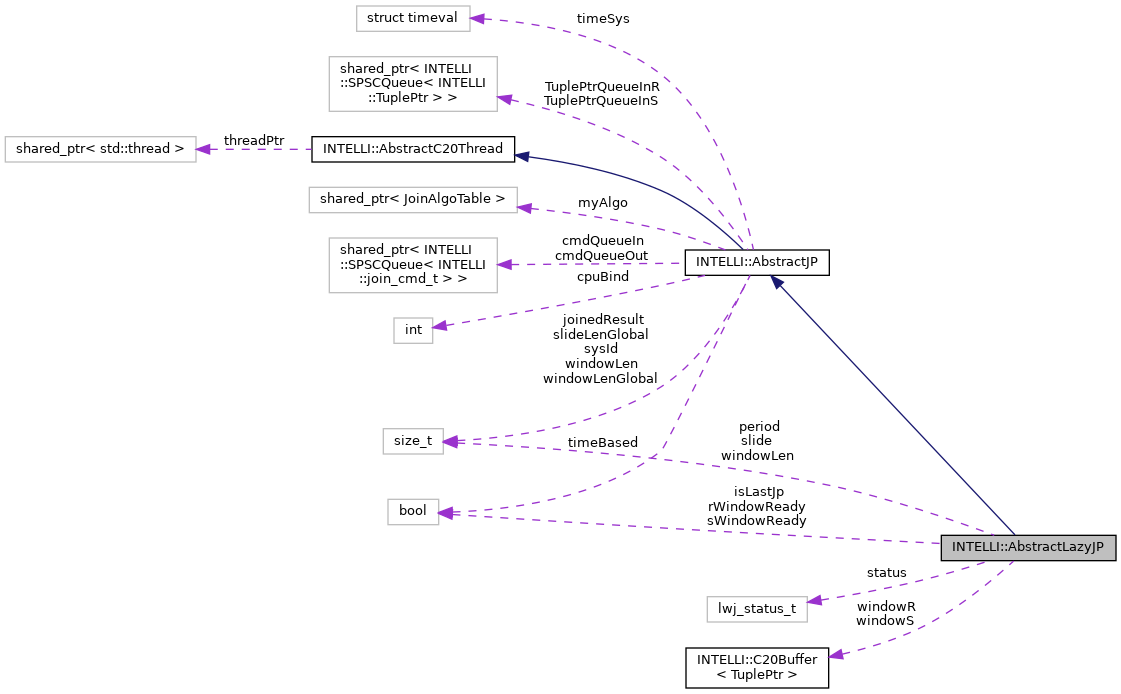 struct timeval
timeSys
shared_ptr< INTELLI
::SPSCQueue< INTELLI
::TuplePtr > >
TuplePtrQueueInR
TuplePtrQueueInS
shared_ptr< std::thread >
threadPtr
INTELLI::AbstractC20Thread
shared_ptr< JoinAlgoTable >
myAlgo
shared_ptr< INTELLI
::SPSCQueue< INTELLI
::join_cmd_t > >
cmdQueueIn
cmdQueueOut
INTELLI::AbstractJP
cpuBind
int
joinedResult
slideLenGlobal
sysId
windowLen
windowLenGlobal
size_t
timeBased
period
slide
windowLen
bool
isLastJp
rWindowReady
sWindowReady
INTELLI::AbstractLazyJP
status
lwj_status_t
windowR
windowS
INTELLI::C20Buffer
< TuplePtr >